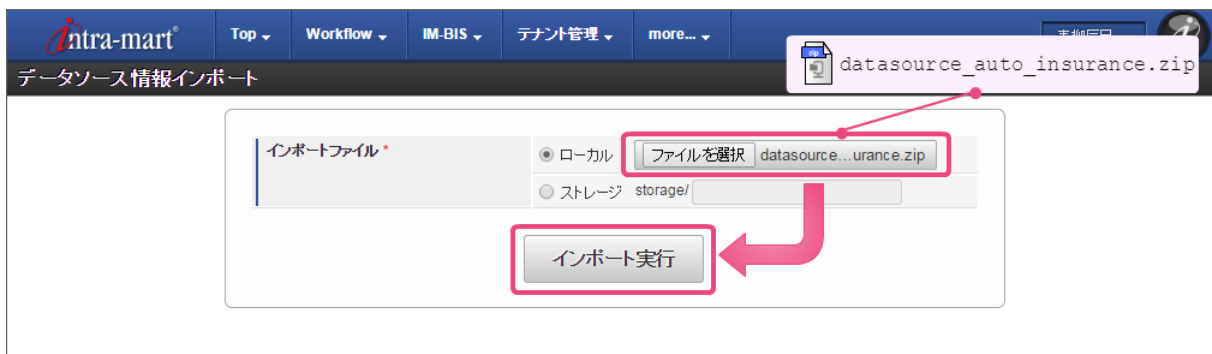 intra-mart®
Top
Workflow
IM-BIS
テナント管理
more...
データソース情報インポート
zip
datasource_auto_insurance.zip
インポートファイル *
ローカル
ファイルを選択 datasource...urance.zip
ストレージ storage/
インポート実行